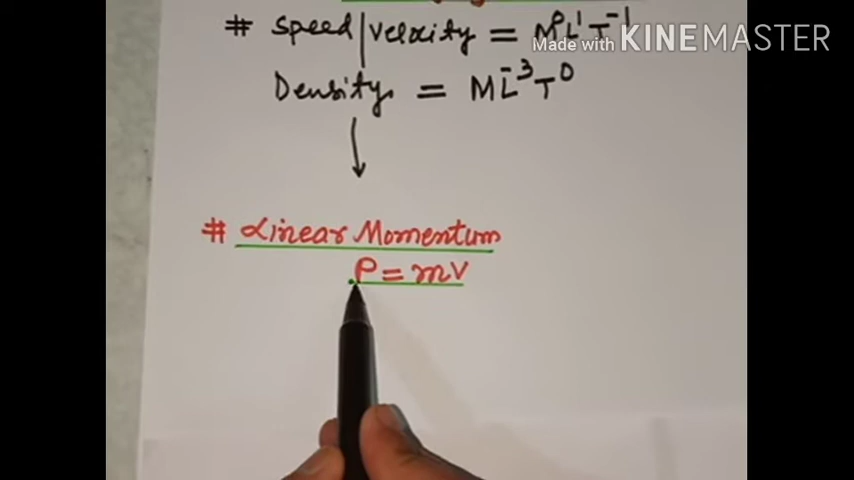 # Speed/Velocity = M⁰L¹T⁻¹
Made with KINEMASTER
Density = ML⁻³T⁰
# Linear Momentum
P = mv